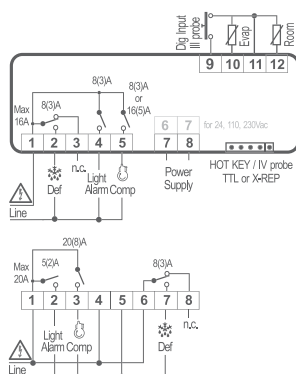 Dig Input
III probe
Evap
Room
9 10 11 12
8(3)A
8(3)A
or
16(5)A
Max
16A
8(3)A
1 2 3 4 5
6 7 for 24, 110, 230Vac
7 8
Def
n.c.
Light
Alarm Comp
Power
Supply
HOT KEY / IV probe
TTL or X-REP
Line
20(8)A
Max
20A
5(2)A
8(3)A
1 2 3 4 5 6 7 8
Light
Alarm Comp
Def
n.c.
Line